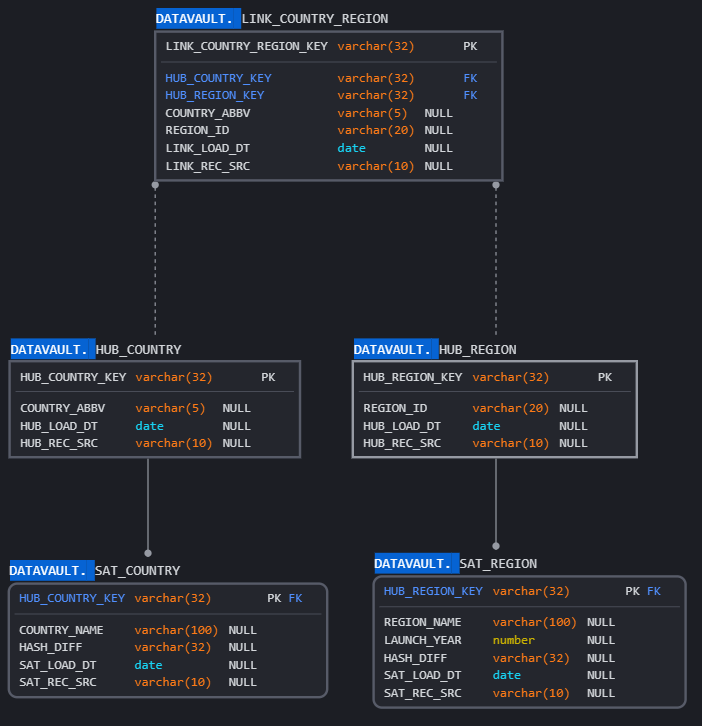 DATAVAULT. LINK_COUNTRY_REGION
LINK_COUNTRY_REGION_KEY varchar(32) PK
HUB_COUNTRY_KEY varchar(32) FK
HUB_REGION_KEY varchar(32) FK
COUNTRY_ABBV varchar(5) NULL
REGION_ID varchar(20) NULL
LINK_LOAD_DT date NULL
LINK_REC_SRC varchar(10) NULL
DATAVAULT. HUB_COUNTRY
HUB_COUNTRY_KEY varchar(32) PK
COUNTRY_ABBV varchar(5) NULL
HUB_LOAD_DT date NULL
HUB_REC_SRC varchar(10) NULL
DATAVAULT. HUB_REGION
HUB_REGION_KEY varchar(32) PK
REGION_ID varchar(20) NULL
HUB_LOAD_DT date NULL
HUB_REC_SRC varchar(10) NULL
DATAVAULT. SAT_COUNTRY
HUB_COUNTRY_KEY varchar(32) PK FK
COUNTRY_NAME varchar(100) NULL
HASH_DIFF varchar(32) NULL
SAT_LOAD_DT date NULL
SAT_REC_SRC varchar(10) NULL
DATAVAULT. SAT_REGION
HUB_REGION_KEY varchar(32) PK FK
REGION_NAME varchar(100) NULL
LAUNCH_YEAR number NULL
HASH_DIFF varchar(32) NULL
SAT_LOAD_DT date NULL
SAT_REC_SRC varchar(10) NULL